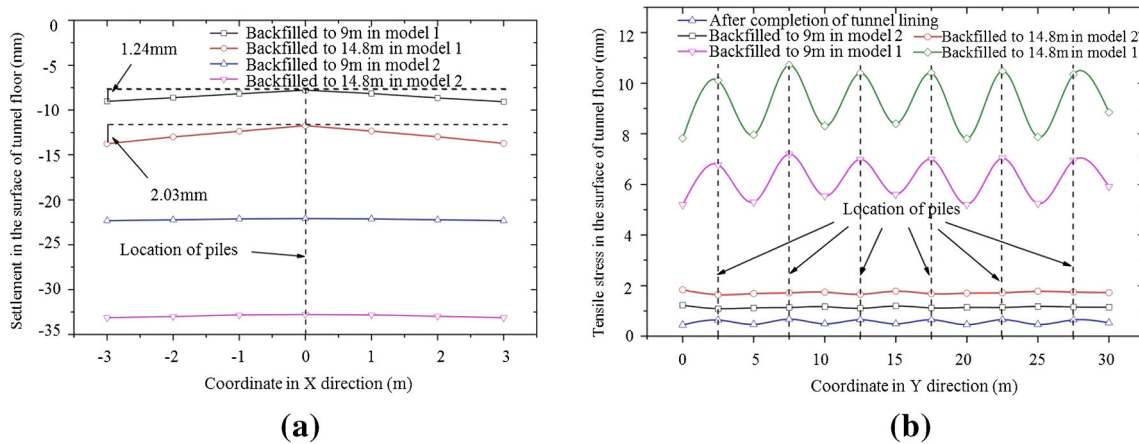 0
-5
-10
-15
-20
-25
-30
-35
Settlement in the surface of tunnel floor (mm)
1.24mm
Backfilled to 9m in model 1
Backfilled to 14.8m in model 1
Backfilled to 9m in model 2
Backfilled to 14.8m in model 2
2.03mm
Location of piles
-3 -2 -1 0 1 2 3
Coordinate in X direction (m)
(a)
12
10
8
6
4
2
0
Tensile stress in the surface of tunnel floor (mm)
After completion of tunnel lining
Backfilled to 9m in model 2 Backfilled to 14.8m in model 2
Backfilled to 9m in model 1 Backfilled to 14.8m in model 1
Location of piles
0 5 10 15 20 25 30
Coordinate in Y direction (m)
(b)